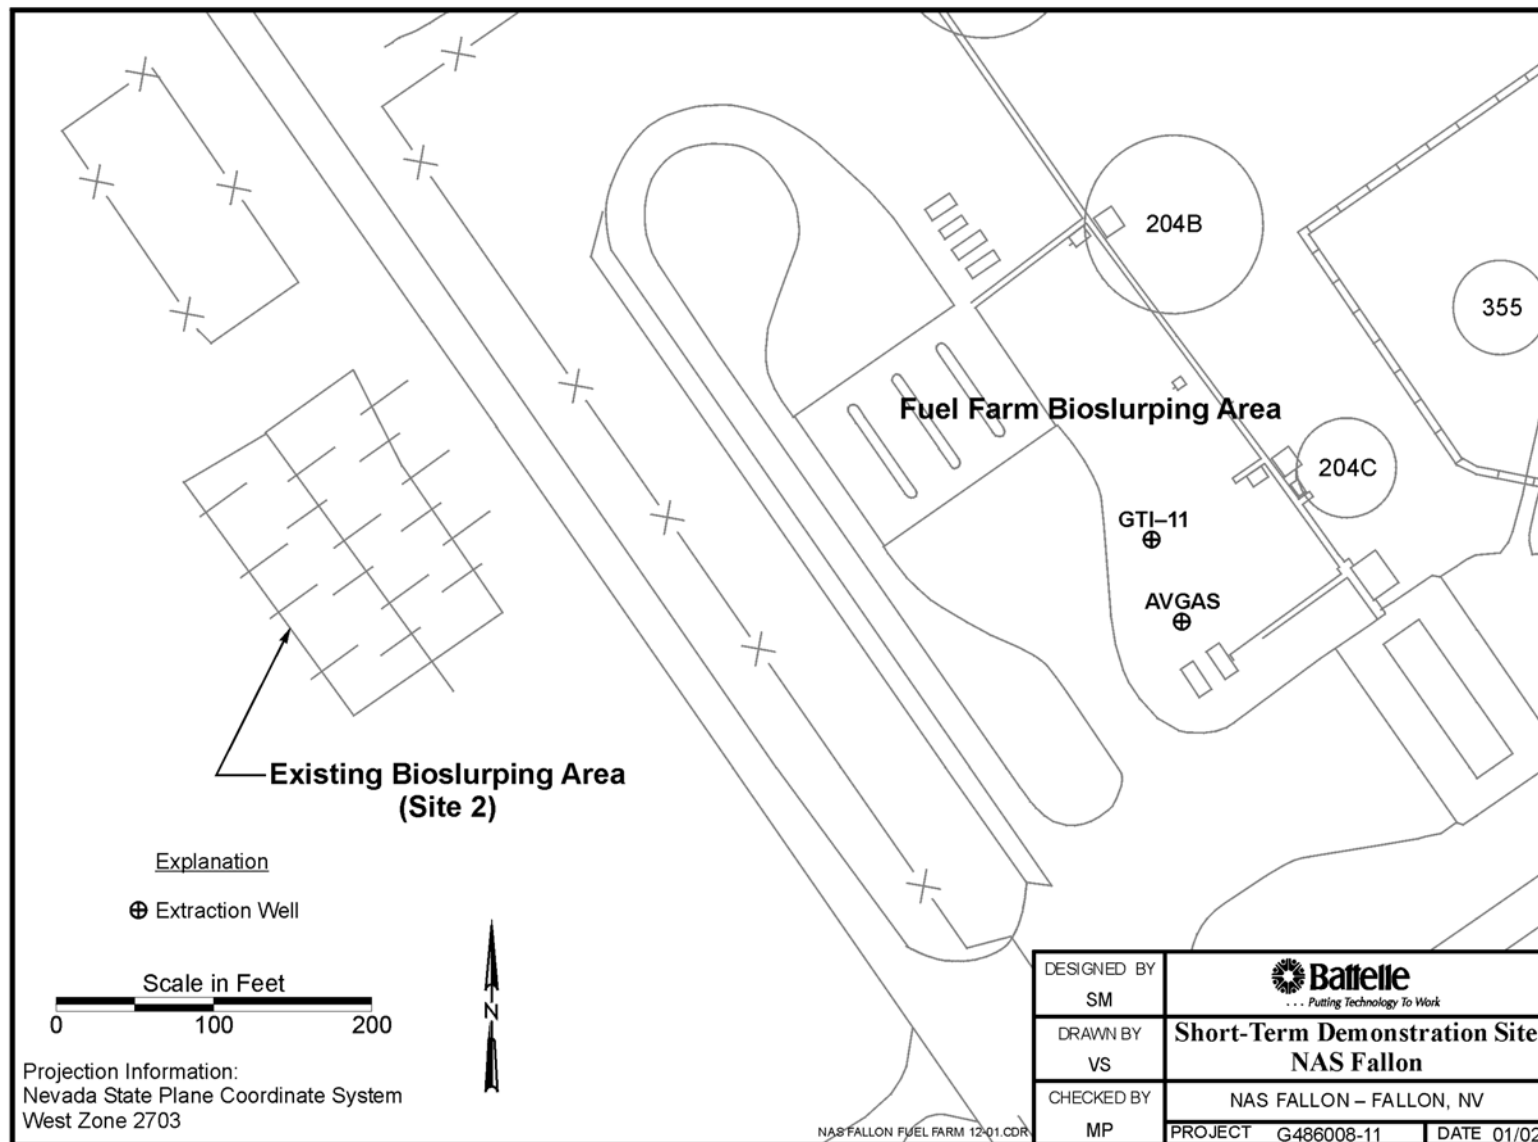 204B
355
Fuel Farm Bioslurping Area
204C
GTI–11
AVGAS
Existing Bioslurping Area
(Site 2)
Explanation
Extraction Well
Scale in Feet
0 100 200
N
Projection Information:
Nevada State Plane Coordinate System
West Zone 2703
NAS FALLON FUEL FARM 12-01.CDR
DESIGNED BY
SM
Battelle
. . . Putting Technology To Work
DRAWN BY
VS
Short-Term Demonstration Site
NAS Fallon
CHECKED BY
MP
NAS FALLON – FALLON, NV
PROJECT G486008-11 DATE 01/02